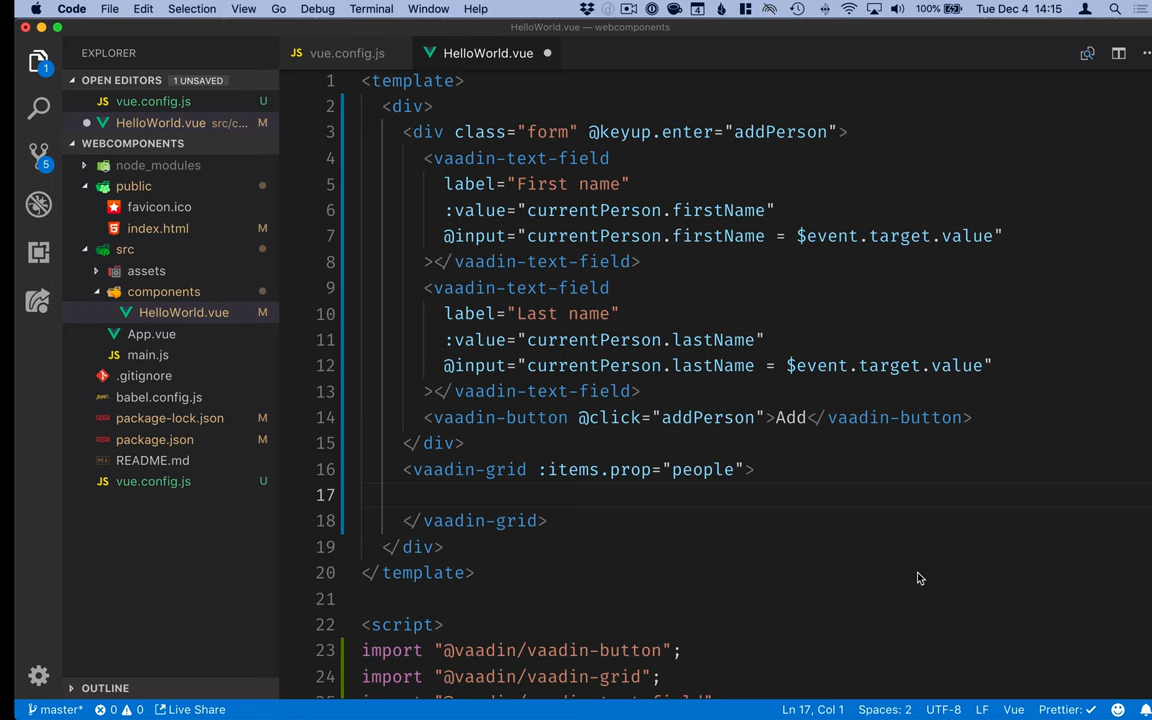 Code File Edit Selection View Go Debug Terminal Window Help 4 100% Tue Dec 4 14:15
HelloWorld.vue — webcomponents
EXPLORER
JS vue.config.js
HelloWorld.vue
OPEN EDITORS 1 UNSAVED
JS vue.config.js U
HelloWorld.vue src/c... M
WEBCOMPONENTS
node_modules
public
favicon.ico
index.html M
src
assets
components
HelloWorld.vue M
App.vue
JS main.js
.gitignore
babel.config.js
package-lock.json M
package.json M
README.md
JS vue.config.js U
OUTLINE
1
5
1 <template>
2 <div>
3 <div class="form" @keyup.enter="addPerson">
4 <vaadin-text-field
5 label="First name"
6 :value="currentPerson.firstName"
7 @input="currentPerson.firstName = $event.target.value"
8 ></vaadin-text-field>
9 <vaadin-text-field
10 label="Last name"
11 :value="currentPerson.lastName"
12 @input="currentPerson.lastName = $event.target.value"
13 ></vaadin-text-field>
14 <vaadin-button @click="addPerson">Add</vaadin-button>
15 </div>
16 <vaadin-grid :items.prop="people">
17
18 </vaadin-grid>
19 </div>
20 </template>
21
22 <script>
23 import "@vaadin/vaadin-button";
24 import "@vaadin/vaadin-grid";
master* 0 0 Live Share Ln 17, Col 1 Spaces: 2 UTF-8 LF Vue Prettier: ✓